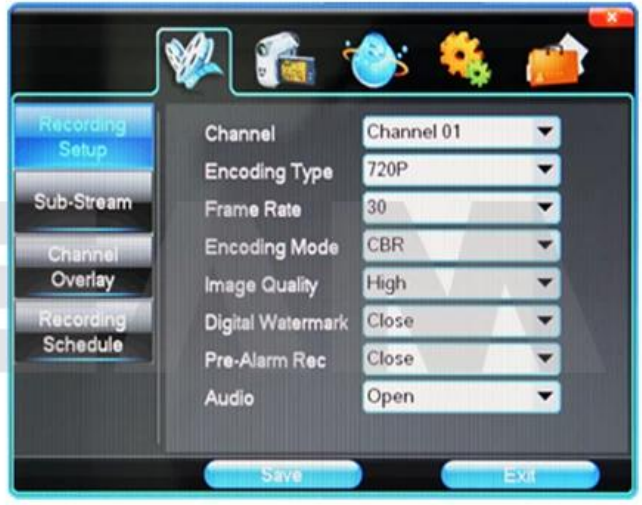 Recording
Setup
Sub-Stream
Channel
Overlay
Recording
Schedule
Channel Channel 01
Encoding Type 720P
Frame Rate 30
Encoding Mode CBR
Image Quality High
Digital Watermark Close
Pre-Alarm Rec Close
Audio Open
Save Exit